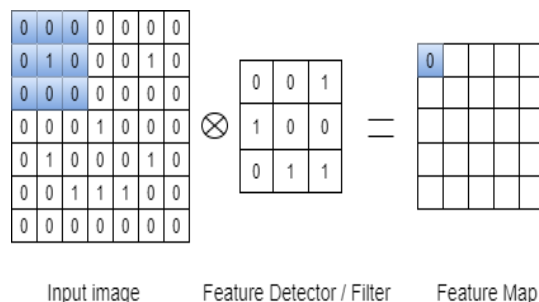 0 0 0 0 0 0 0
0 1 0 0 0 1 0
0 0 0 0 0 0 0
0 0 0 1 0 0 0
0 1 0 0 0 1 0
0 0 1 1 1 0 0
0 0 0 0 0 0 0
⊗
0 0 1
1 0 0
0 1 1
=
0
Input image
Feature Detector / Filter
Feature Map